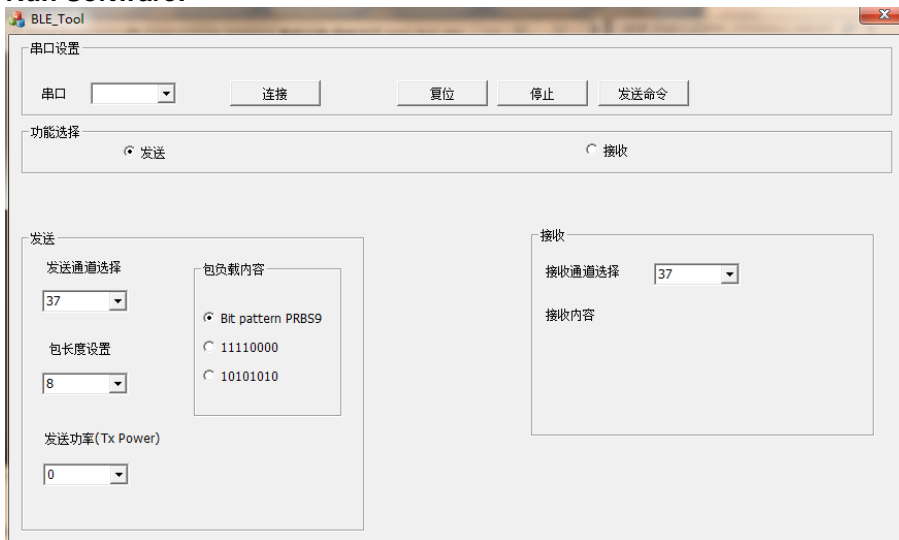 Run Software:
BLE_Tool
串口设置
串口 连接 复位 停止 发送命令
功能选择
发送 接收
发送
发送通道选择
37
包长度设置
8
发送功率(Tx Power)
0
包负载内容
Bit pattern PRBS9
11110000
10101010
接收
接收通道选择 37
接收内容